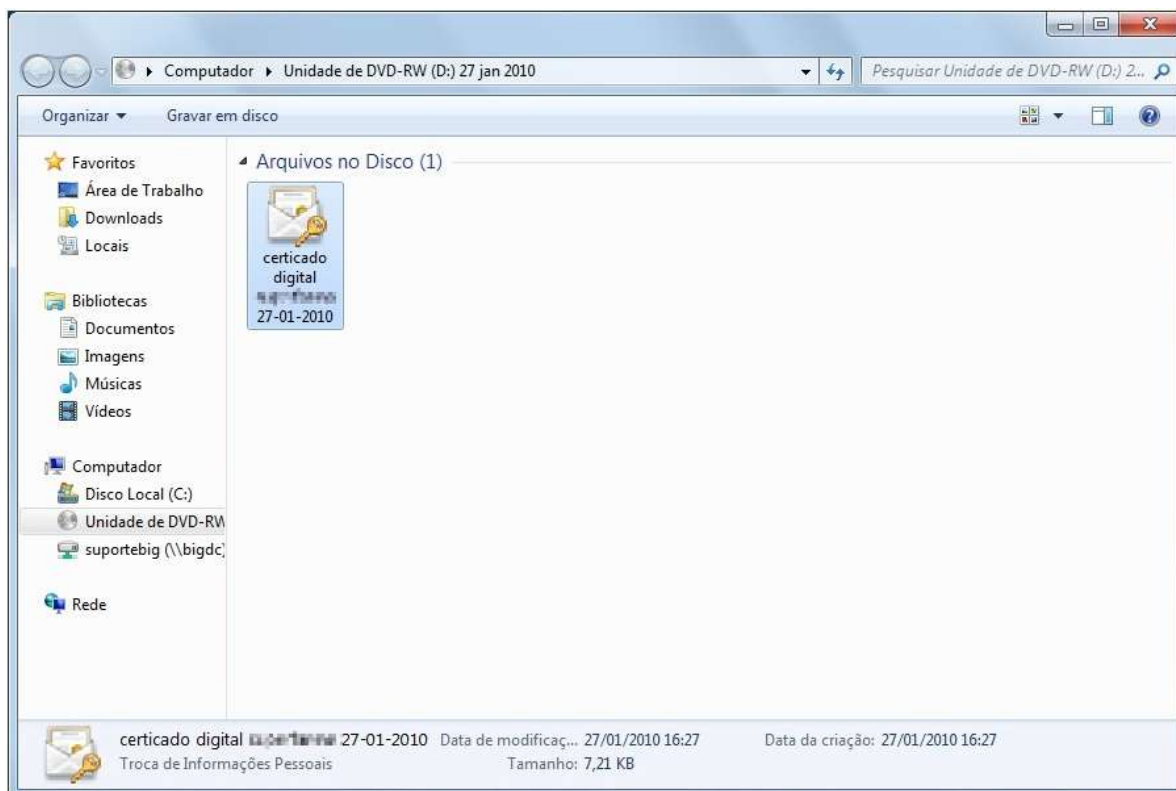 Computador Unidade de DVD-RW (D:) 27 jan 2010
Pesquisar Unidade de DVD-RW (D:) 2...
Organizar Gravar em disco
Favoritos
Área de Trabalho
Downloads
Locais
Bibliotecas
Documentos
Imagens
Músicas
Vídeos
Computador
Disco Local (C:)
Unidade de DVD-RW
suportebig (\\bigdc)
Rede
Arquivos no Disco (1)
certicado
digital
27-01-2010
certicado digital 27-01-2010 Data de modificaç... 27/01/2010 16:27 Data da criação: 27/01/2010 16:27
Troca de Informações Pessoais Tamanho: 7,21 KB